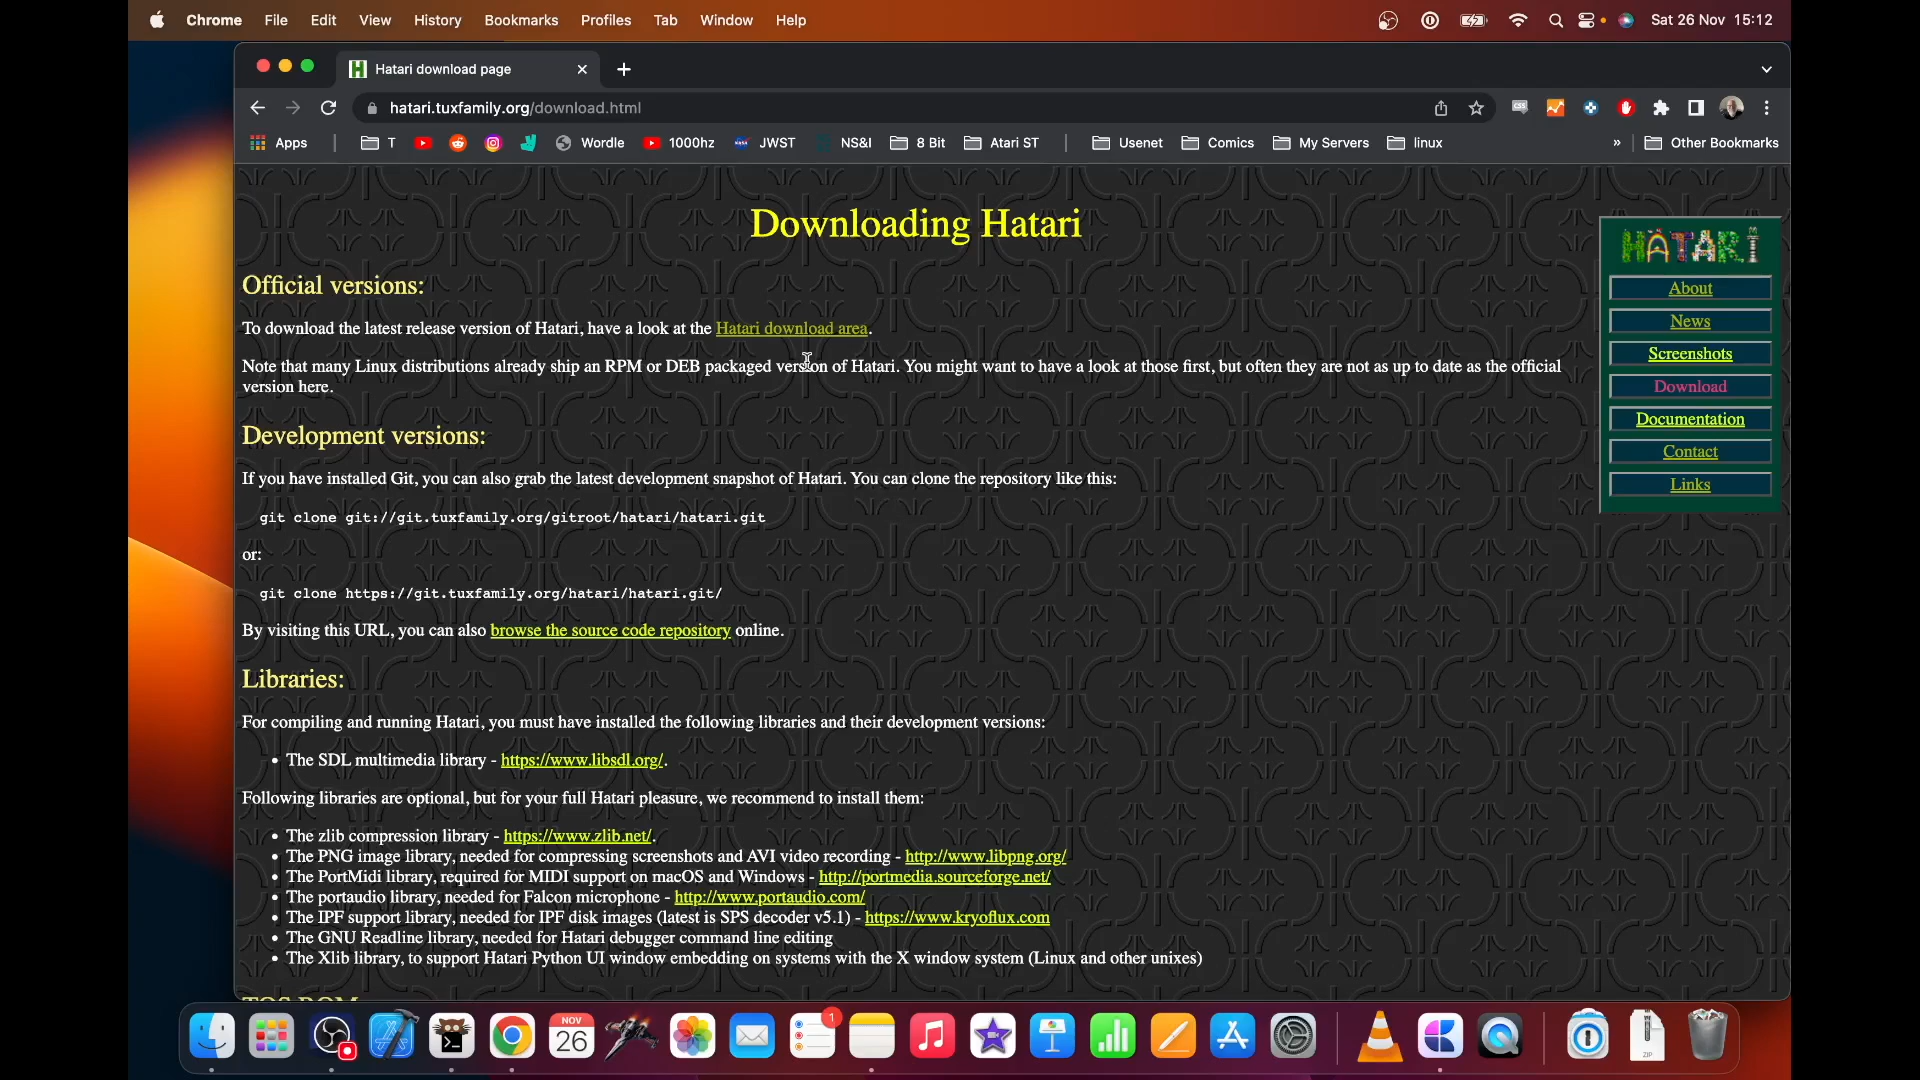 Chrome File Edit View History Bookmarks Profiles Tab Window Help Sat 26 Nov 15:12
Hatari download page
hatari.tuxfamily.org/download.html
Apps T Wordle 1000hz JWST NS&I 8 Bit Atari ST Usenet Comics My Servers linux » Other Bookmarks
Downloading Hatari
HATARI
About
News
Screenshots
Download
Documentation
Contact
Links
Official versions:
To download the latest release version of Hatari, have a look at the Hatari download area.
Note that many Linux distributions already ship an RPM or DEB packaged version of Hatari. You might want to have a look at those first, but often they are not as up to date as the official
version here.
Development versions:
If you have installed Git, you can also grab the latest development snapshot of Hatari. You can clone the repository like this:
git clone git://git.tuxfamily.org/gitroot/hatari/hatari.git
or:
git clone https://git.tuxfamily.org/hatari/hatari.git/
By visiting this URL, you can also browse the source code repository online.
Libraries:
For compiling and running Hatari, you must have installed the following libraries and their development versions:
• The SDL multimedia library - https://www.libsdl.org/.
Following libraries are optional, but for your full Hatari pleasure, we recommend to install them:
• The zlib compression library - https://www.zlib.net/.
• The PNG image library, needed for compressing screenshots and AVI video recording - http://www.libpng.org/
• The PortMidi library, required for MIDI support on macOS and Windows - http://portmedia.sourceforge.net/
• The portaudio library, needed for Falcon microphone - http://www.portaudio.com/
• The IPF support library, needed for IPF disk images (latest is SPS decoder v5.1) - https://www.kryoflux.com
• The GNU Readline library, needed for Hatari debugger command line editing
• The Xlib library, to support Hatari Python UI window embedding on systems with the X window system (Linux and other unixes)
TOS ROM
NOV
26
1
ZIP